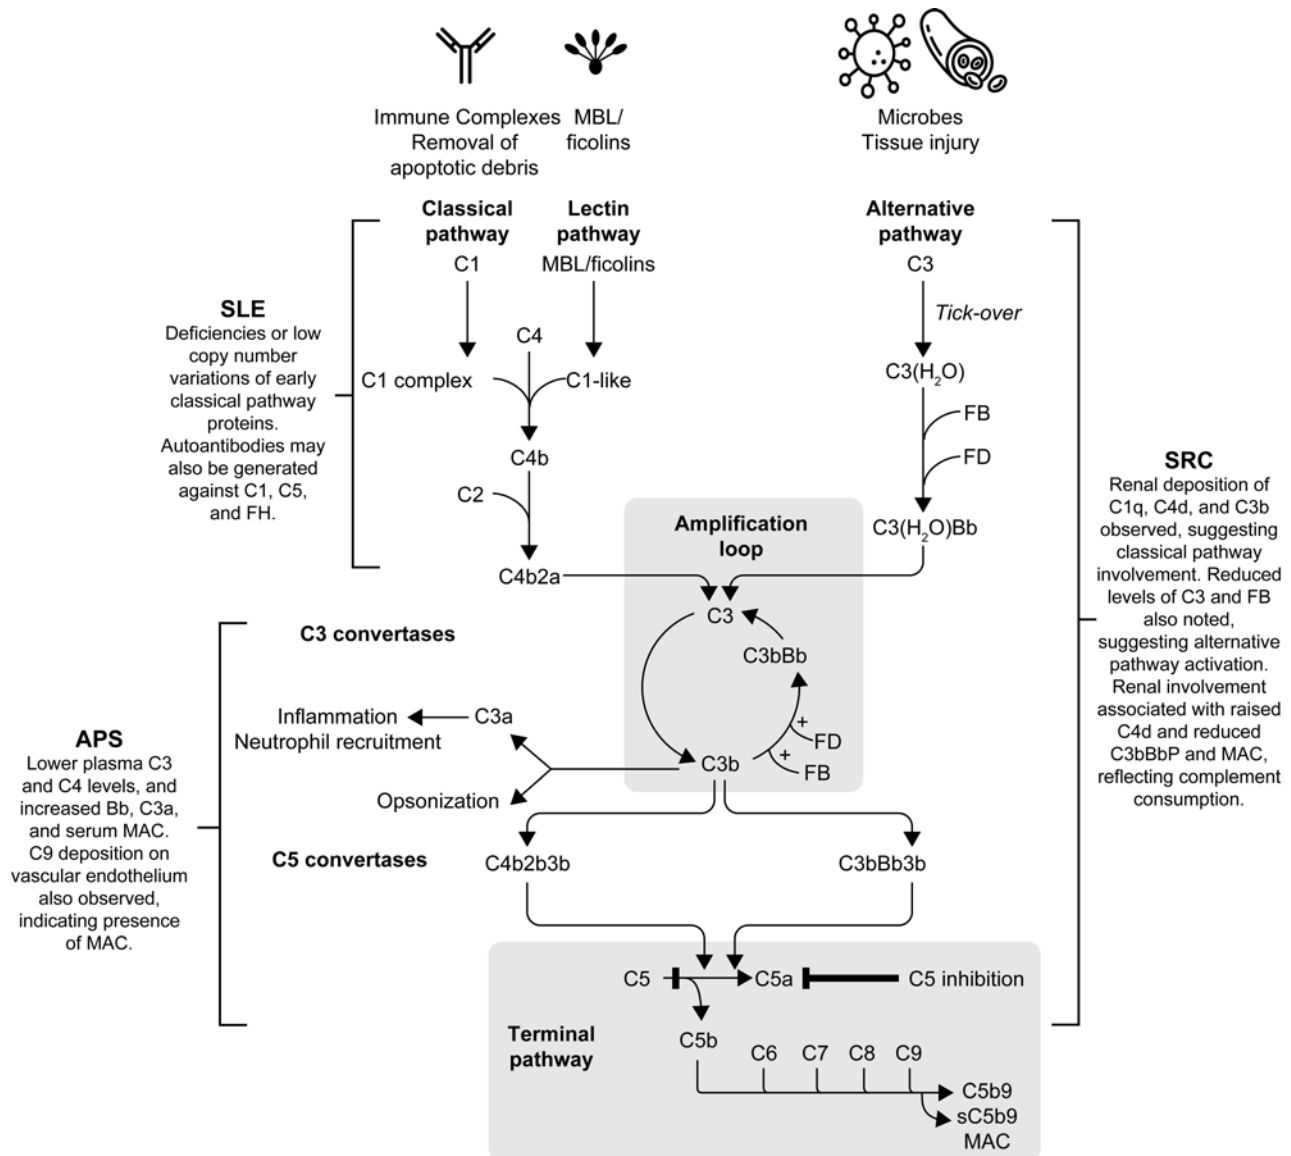 Immune Complexes
Removal of
apoptotic debris
MBL/
ficolins
Microbes
Tissue injury
Classical
pathway
Lectin
pathway
Alternative
pathway
C1
MBL/ficolins
C3
Tick-over
C4
C1 complex
C1-like
C3(H₂O)
FB
FD
C4b
C2
C3(H₂O)Bb
C4b2a
SLE
Deficiencies or low
copy number
variations of early
classical pathway
proteins.
Autoantibodies may
also be generated
against C1, C5,
and FH.
Amplification
loop
C3
C3bBb
FD
+
FB
+
C3b
C3 convertases
C3a
Inflammation
Neutrophil recruitment
Opsonization
C5 convertases
C4b2b3b
C3bBb3b
APS
Lower plasma C3
and C4 levels, and
increased Bb, C3a,
and serum MAC.
C9 deposition on
vascular endothelium
also observed,
indicating presence
of MAC.
SRC
Renal deposition of
C1q, C4d, and C3b
observed, suggesting
classical pathway
involvement. Reduced
levels of C3 and FB
also noted,
suggesting alternative
pathway activation.
Renal involvement
associated with raised
C4d and reduced
C3bBbP and MAC,
reflecting complement
consumption.
C5
C5a
C5 inhibition
Terminal
pathway
C5b
C6
C7
C8
C9
C5b9
sC5b9
MAC